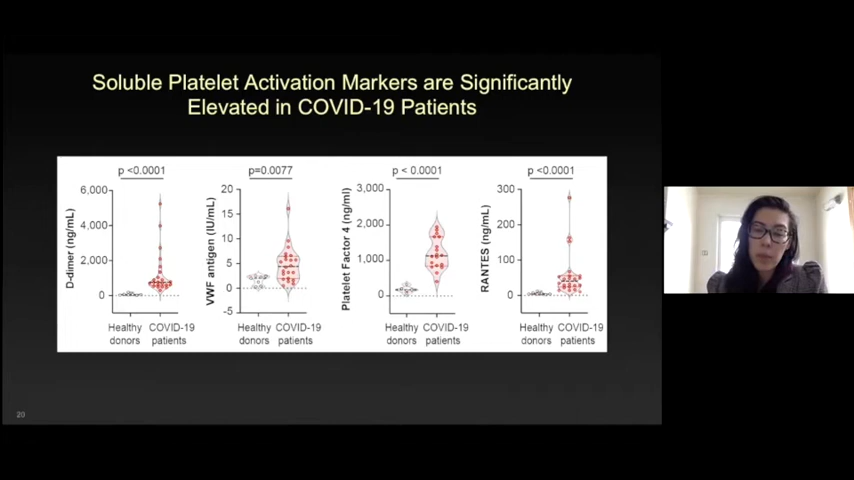 Soluble Platelet Activation Markers are Significantly
Elevated in COVID-19 Patients
p <0.0001
D-dimer (ng/mL)
6,000
4,000
2,000
0
Healthy donors
COVID-19 patients
p=0.0077
VWF antigen (IU/mL)
20
15
10
5
0
-5
Healthy donors
COVID-19 patients
p < 0.0001
Platelet Factor 4 (ng/ml)
3,000
2,000
1,000
0
Healthy donors
COVID-19 patients
p <0.0001
RANTES (ng/mL)
300
200
100
0
Healthy donors
COVID-19 patients
20